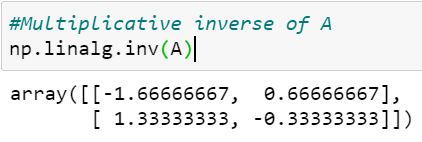 #Multiplicative inverse of A
np.linalg.inv(A)
array([[-1.66666667,  0.66666667],
       [ 1.33333333, -0.33333333]])